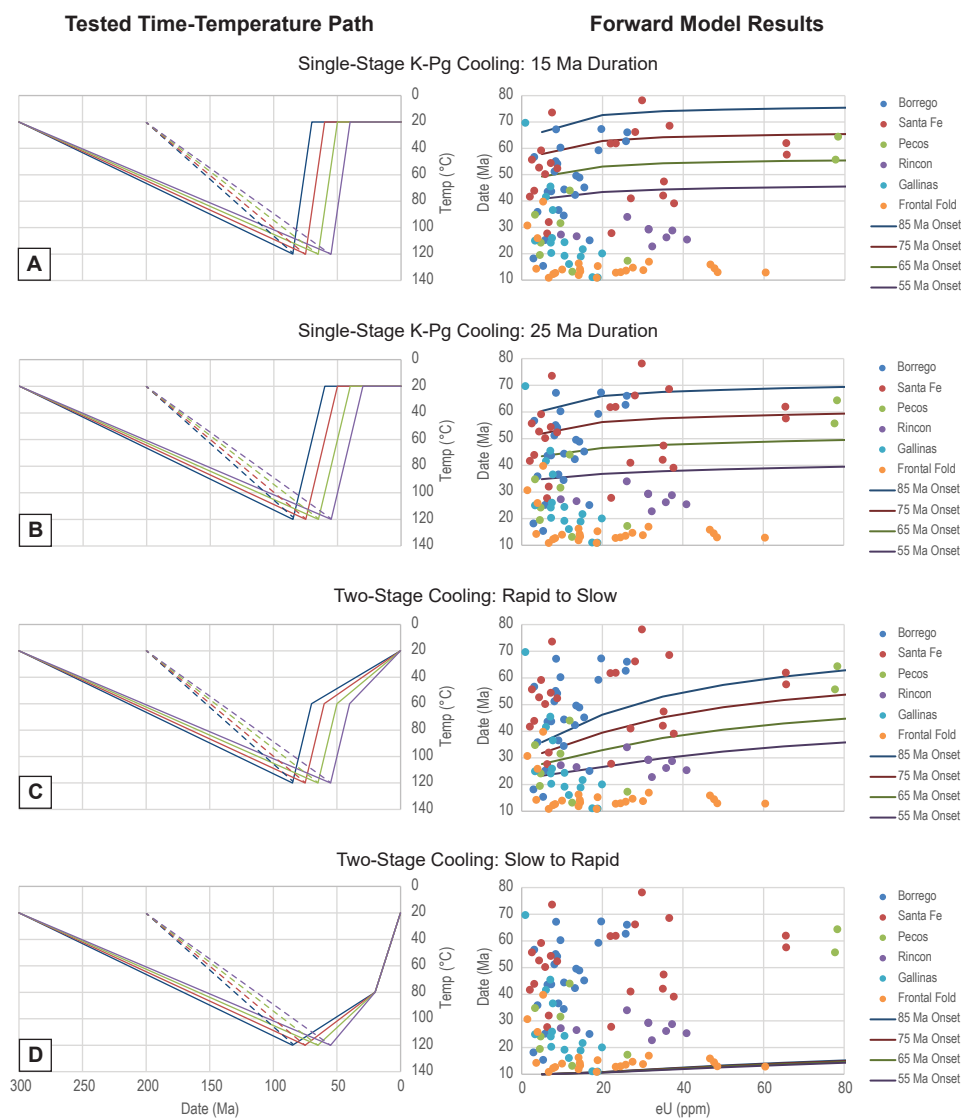 Tested Time-Temperature Path
Forward Model Results
Single-Stage K-Pg Cooling: 15 Ma Duration
0
20
40
60
80
100
120
140
Temp (°C)
A
80
70
60
50
40
30
20
10
Date (Ma)
Borrego
Santa Fe
Pecos
Rincon
Gallinas
Frontal Fold
85 Ma Onset
75 Ma Onset
65 Ma Onset
55 Ma Onset
Single-Stage K-Pg Cooling: 25 Ma Duration
0
20
40
60
80
100
120
140
Temp (°C)
B
80
70
60
50
40
30
20
10
Date (Ma)
Borrego
Santa Fe
Pecos
Rincon
Gallinas
Frontal Fold
85 Ma Onset
75 Ma Onset
65 Ma Onset
55 Ma Onset
Two-Stage Cooling: Rapid to Slow
0
20
40
60
80
100
120
140
Temp (°C)
C
80
70
60
50
40
30
20
10
Date (Ma)
Borrego
Santa Fe
Pecos
Rincon
Gallinas
Frontal Fold
85 Ma Onset
75 Ma Onset
65 Ma Onset
55 Ma Onset
Two-Stage Cooling: Slow to Rapid
0
20
40
60
80
100
120
140
Temp (°C)
D
300 250 200 150 100 50 0
Date (Ma)
80
70
60
50
40
30
20
10
Date (Ma)
0 20 40 60 80
eU (ppm)
Borrego
Santa Fe
Pecos
Rincon
Gallinas
Frontal Fold
85 Ma Onset
75 Ma Onset
65 Ma Onset
55 Ma Onset